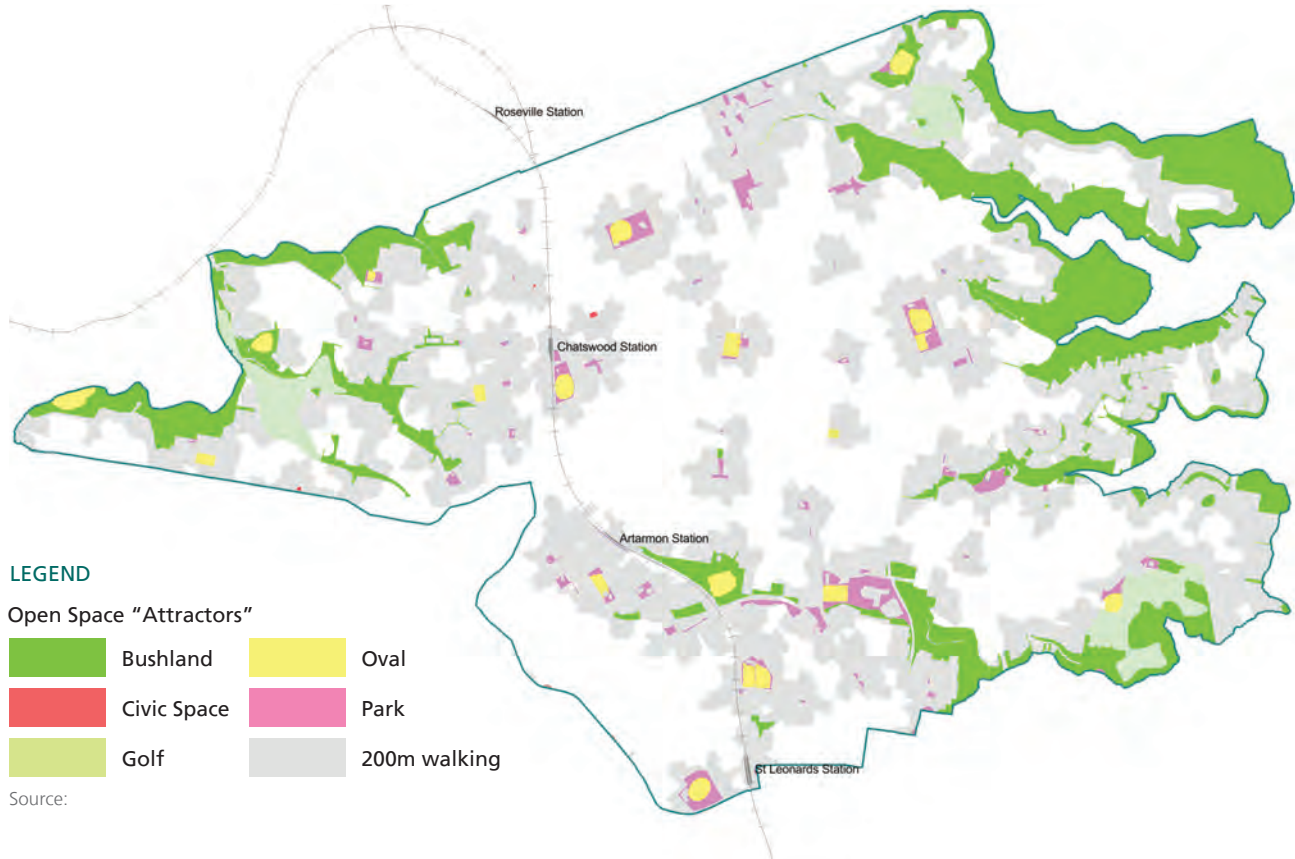 Roseville Station
Chatswood Station
Artarmon Station
St Leonards Station
LEGEND
Open Space “Attractors”
Bushland
Oval
Civic Space
Park
Golf
200m walking
Source: